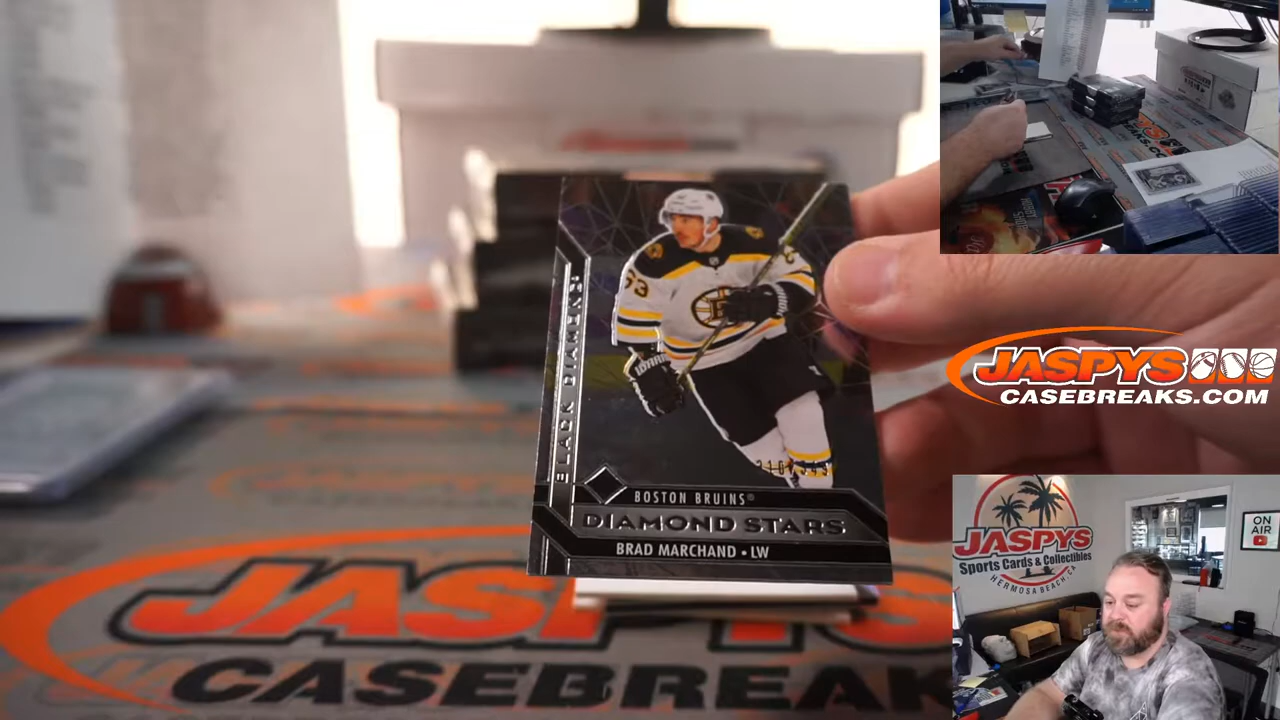 63
BLACK DIAMOND
BOSTON BRUINS®
DIAMOND STARS
BRAD MARCHAND • LW
JASPYS
CASEBREAK
JASPYS
CASEBREAKS.COM
JASPYS
Sports Cards & Collectibles
HERMOSA BEACH, CA
ON
AIR